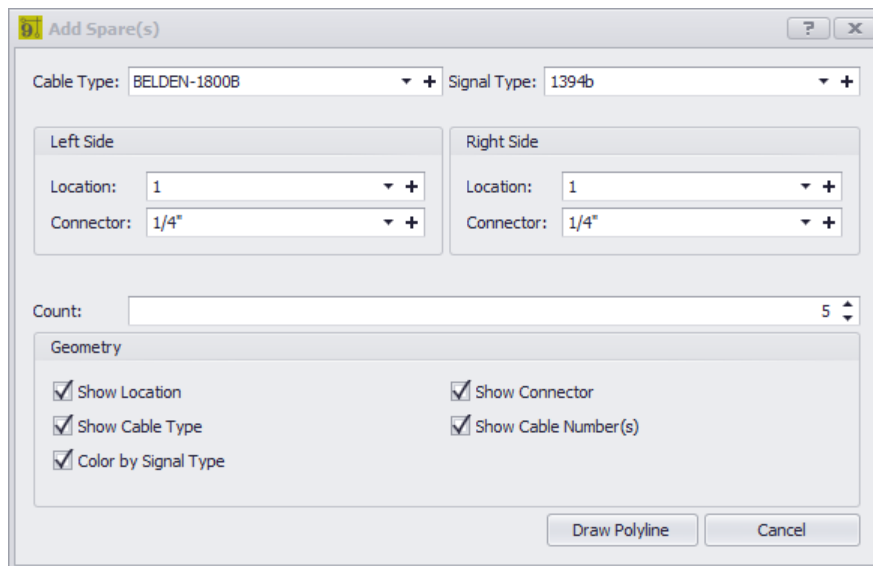 Add Spare(s)
Cable Type: BELDEN-1800B Signal Type: 1394b
Left Side Right Side
Location: 1 Location: 1
Connector: 1/4" Connector: 1/4"
Count: 5
Geometry
Show Location Show Connector
Show Cable Type Show Cable Number(s)
Color by Signal Type
Draw Polyline Cancel